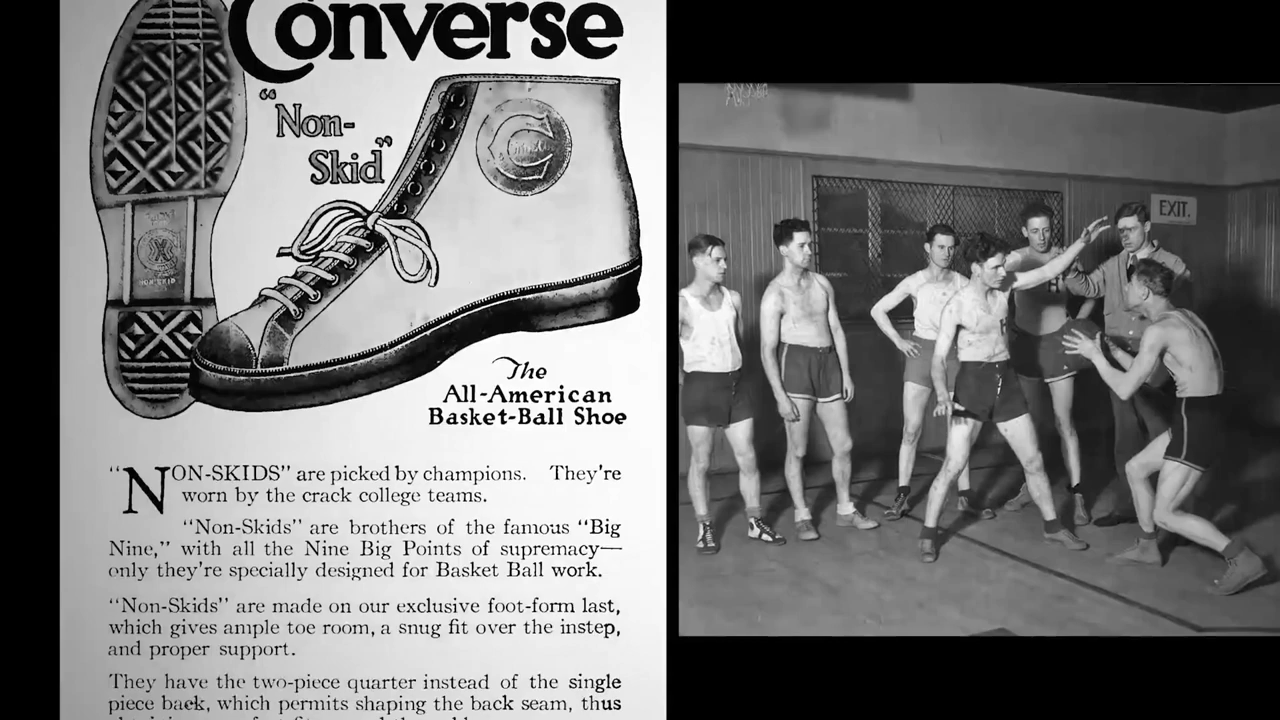 Converse
"Non-
Skid"
NON-SKID
The
All-American
Basket-Ball Shoe
"NON-SKIDS" are picked by champions. They're
worn by the crack college teams.
"Non-Skids" are brothers of the famous "Big
Nine," with all the Nine Big Points of supremacy—
only they're specially designed for Basket Ball work.
"Non-Skids" are made on our exclusive foot-form last,
which gives ample toe room, a snug fit over the instep,
and proper support.
They have the two-piece quarter instead of the single
piece back, which permits shaping the back seam, thus
EXIT.
H